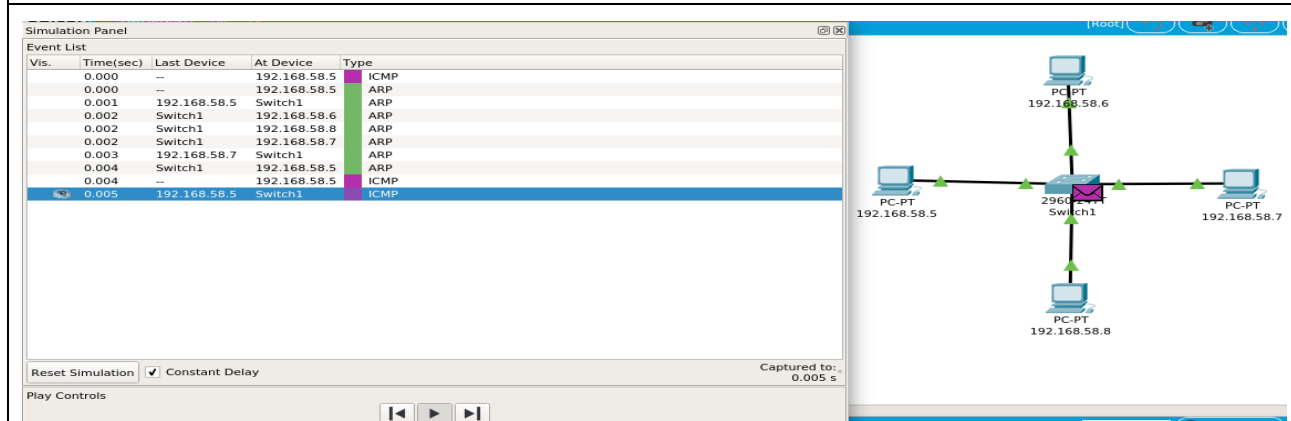 [Root]
Simulation Panel
Event List
Vis. Time(sec) Last Device At Device Type
0.000 -- 192.168.58.5 ICMP
0.000 -- 192.168.58.5 ARP
0.001 192.168.58.5 Switch1 ARP
0.002 Switch1 192.168.58.6 ARP
0.002 Switch1 192.168.58.8 ARP
0.002 Switch1 192.168.58.7 ARP
0.003 192.168.58.7 Switch1 ARP
0.004 Switch1 192.168.58.5 ARP
0.004 -- 192.168.58.5 ICMP
0.005 192.168.58.5 Switch1 ICMP
Reset Simulation Constant Delay
Captured to:
0.005 s
Play Controls
PC-PT
192.168.58.6
PC-PT
192.168.58.5
Switch1
PC-PT
192.168.58.7
PC-PT
192.168.58.8